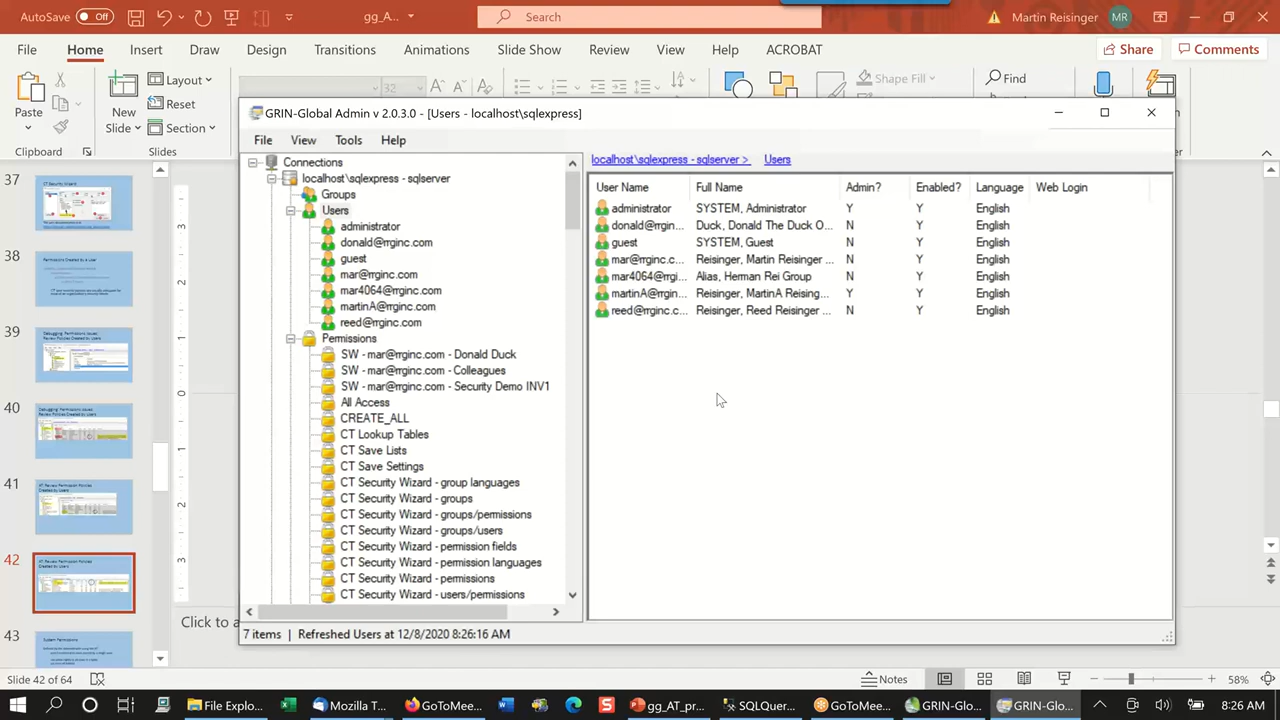 AutoSave Off gg_A... Search Martin Reisinger MR
File Home Insert Draw Design Transitions Animations Slide Show Review View Help ACROBAT Share Comments
Paste
Clipboard
New
Slide
Layout
Reset
Section
Slides
32
Shape Fill
Find
37
38
39
40
41
42
43
GRIN-Global Admin v 2.0.3.0 - [Users - localhost\sqlexpress]
File View Tools Help
Connections
localhost\sqlexpress - sqlserver
Groups
Users
administrator
donald@rrginc.com
guest
mar@rrginc.com
mar4064@rrginc.com
martinA@rrginc.com
reed@rrginc.com
Permissions
SW - mar@rrginc.com - Donald Duck
SW - mar@rrginc.com - Colleagues
SW - mar@rrginc.com - Security Demo INV1
All Access
CREATE_ALL
CT Lookup Tables
CT Save Lists
CT Save Settings
CT Security Wizard - group languages
CT Security Wizard - groups
CT Security Wizard - groups/permissions
CT Security Wizard - groups/users
CT Security Wizard - permission fields
CT Security Wizard - permission languages
CT Security Wizard - permissions
CT Security Wizard - users/permissions
localhost\sqlexpress - sqlserver > Users
User Name Full Name Admin? Enabled? Language Web Login
administrator SYSTEM, Administrator Y Y English
donald@rrgin... Duck, Donald The Duck O... N Y English
guest SYSTEM, Guest N Y English
mar@rrginc.c... Reisinger, Martin Reisinger ... N Y English
mar4064@rrg... Alias, Herman Rei Group N Y English
martinA@rrgin... Reisinger, MartinA Reising... Y Y English
reed@rrginc.c... Reisinger, Reed Reisinger ... N Y English
7 items | Refreshed Users at 12/8/2020 8:26:16 AM
Click to a
Slide 42 of 64 Notes 58%
File Explo... Mozilla T... GoToMee... gg_AT_pr... SQLQuer... GoToMee... GRIN-Glo... GRIN-Glo... 8:26 AM